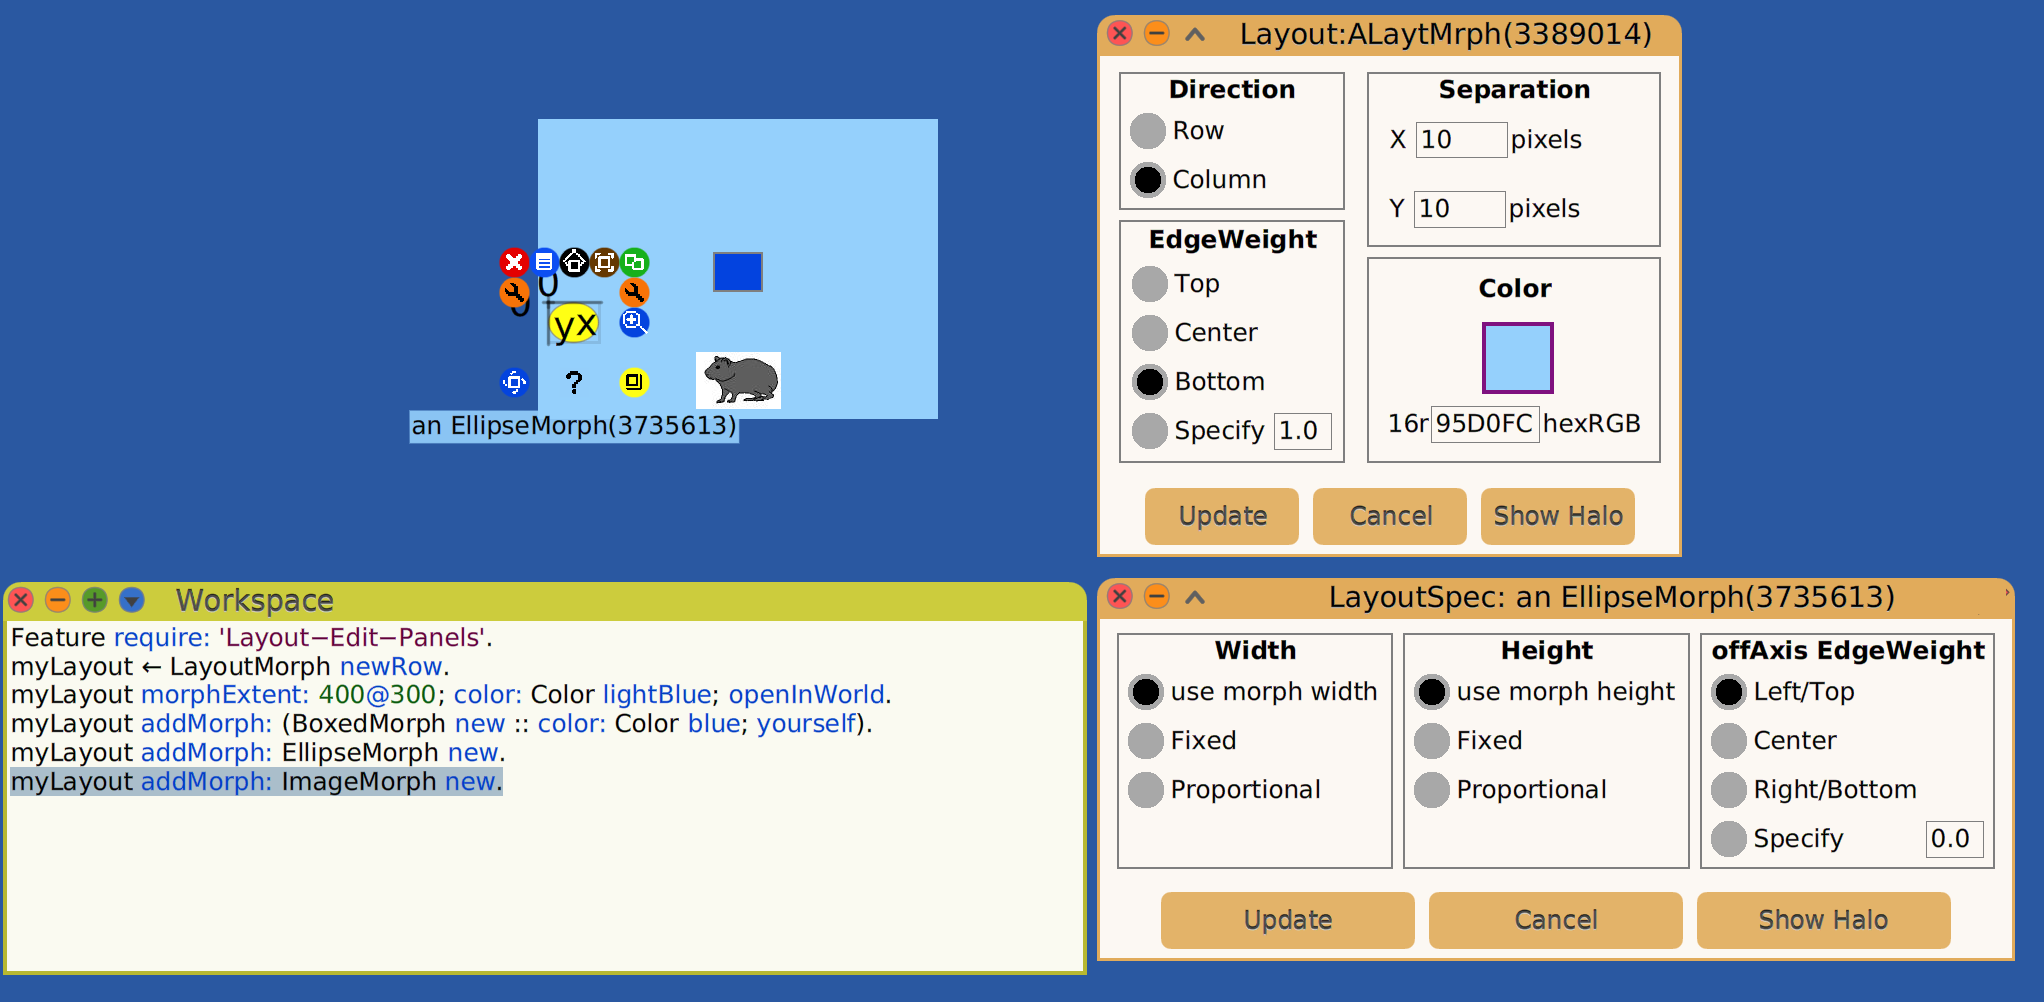 Layout:ALaytMrph(3389014)
Direction
Row
Column
Separation
X 10 pixels
Y 10 pixels
EdgeWeight
Top
Center
Bottom
Specify 1.0
Color
16r 95D0FC hexRGB
Update
Cancel
Show Halo
0
0
yx
?
an EllipseMorph(3735613)
Workspace
Feature require: 'Layout−Edit−Panels'.
myLayout ← LayoutMorph newRow.
myLayout morphExtent: 400@300; color: Color lightBlue; openInWorld.
myLayout addMorph: (BoxedMorph new :: color: Color blue; yourself).
myLayout addMorph: EllipseMorph new.
myLayout addMorph: ImageMorph new.
LayoutSpec: an EllipseMorph(3735613)
Width
use morph width
Fixed
Proportional
Height
use morph height
Fixed
Proportional
offAxis EdgeWeight
Left/Top
Center
Right/Bottom
Specify 0.0
Update
Cancel
Show Halo